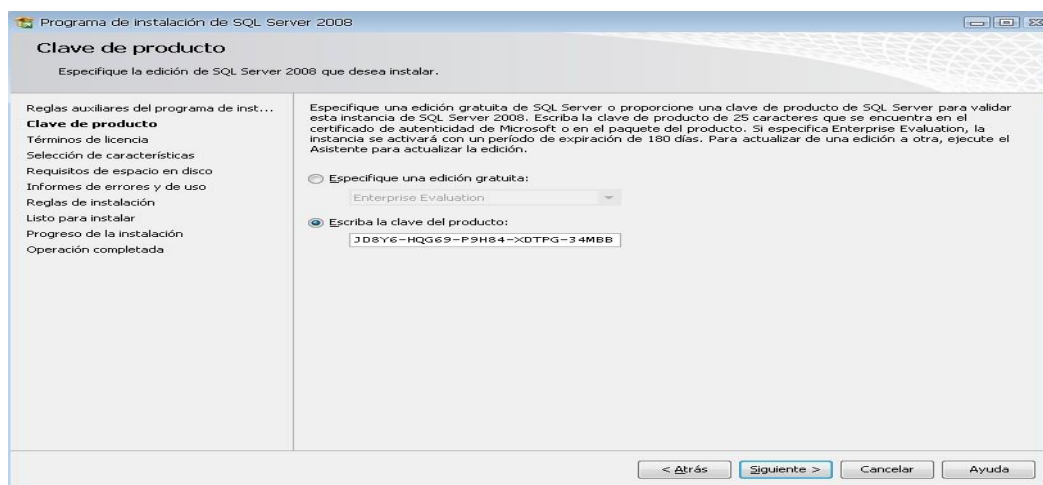 Programa de instalación de SQL Server 2008
Clave de producto
Especifique la edición de SQL Server 2008 que desea instalar.
Reglas auxiliares del programa de inst...
Clave de producto
Términos de licencia
Selección de características
Requisitos de espacio en disco
Informes de errores y de uso
Reglas de instalación
Listo para instalar
Progreso de la instalación
Operación completada
Especifique una edición gratuita de SQL Server o proporcione una clave de producto de SQL Server para validar
esta instancia de SQL Server 2008. Escriba la clave de producto de 25 caracteres que se encuentra en el
certificado de autenticidad de Microsoft o en el paquete del producto. Si especifica Enterprise Evaluation, la
instancia se activará con un período de expiración de 180 días. Para actualizar de una edición a otra, ejecute el
Asistente para actualizar la edición.
Especifique una edición gratuita:
Enterprise Evaluation
Escriba la clave del producto:
JD8Y6-HQG69-P9H84-XDTPG-34MBB
< Atrás
Siguiente >
Cancelar
Ayuda